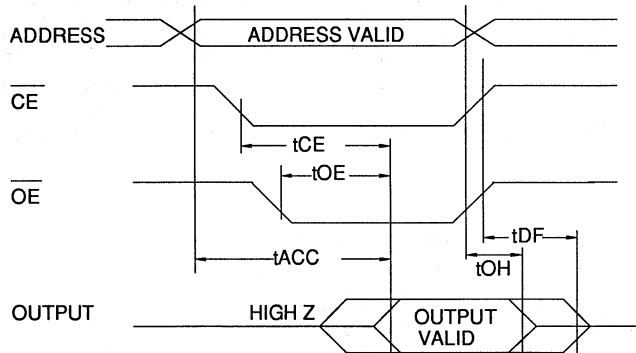 ADDRESS
ADDRESS VALID
CE
tCE
tOE
OE
tDF
tACC
tOH
OUTPUT
HIGH Z
OUTPUT
VALID